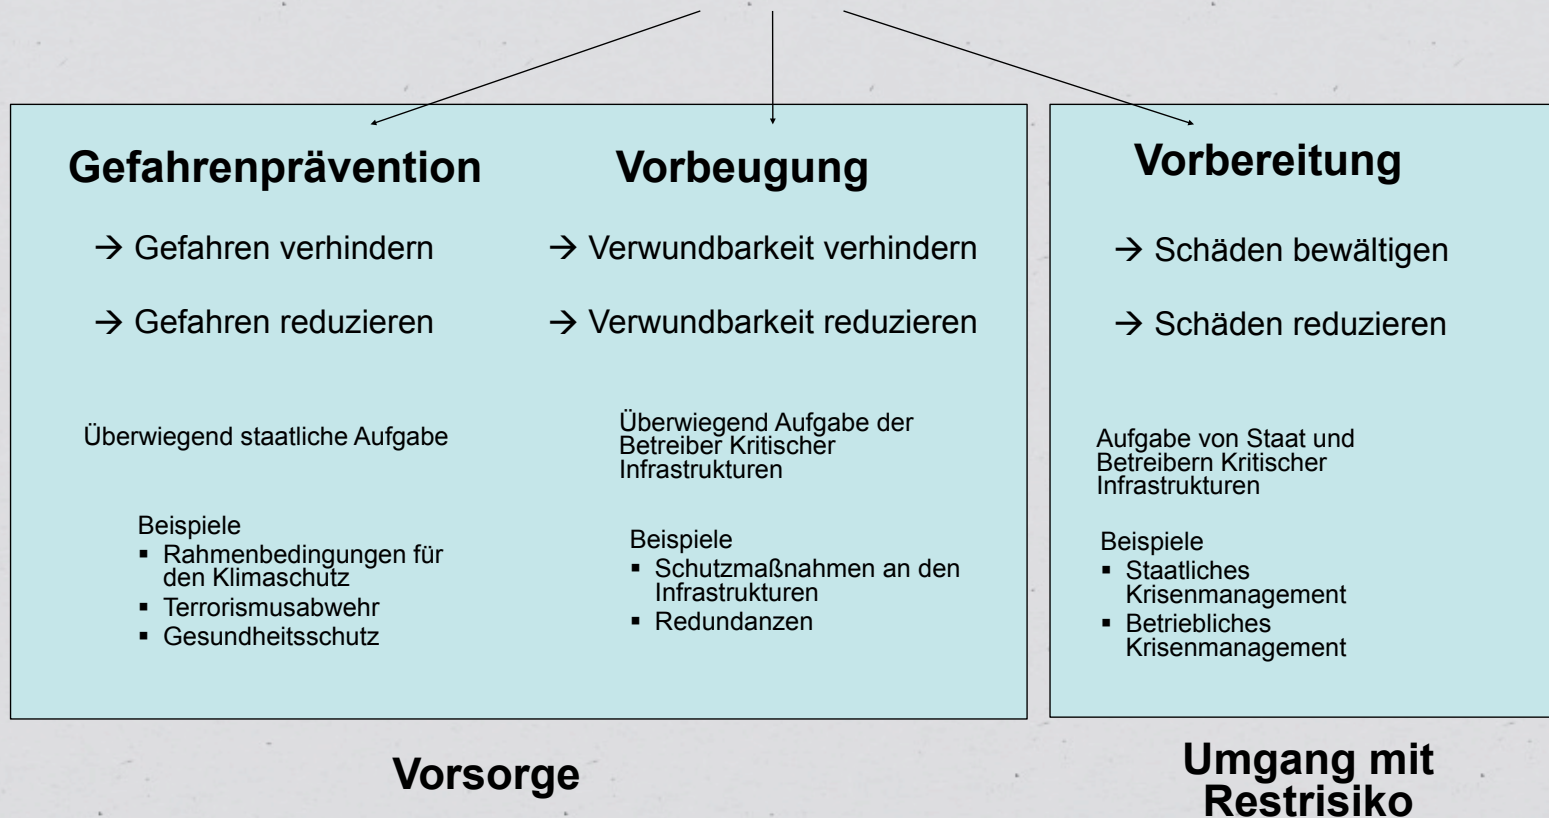 Gefahrenprävention
→ Gefahren verhindern
→ Gefahren reduzieren
Überwiegend staatliche Aufgabe
Beispiele
▪ Rahmenbedingungen für
den Klimaschutz
▪ Terrorismusabwehr
▪ Gesundheitsschutz
Vorbeugung
→ Verwundbarkeit verhindern
→ Verwundbarkeit reduzieren
Überwiegend Aufgabe der
Betreiber Kritischer
Infrastrukturen
Beispiele
▪ Schutzmaßnahmen an den
Infrastrukturen
▪ Redundanzen
Vorsorge
Vorbereitung
→ Schäden bewältigen
→ Schäden reduzieren
Aufgabe von Staat und
Betreibern Kritischer
Infrastrukturen
Beispiele
▪ Staatliches
Krisenmanagement
▪ Betriebliches
Krisenmanagement
Umgang mit
Restrisiko